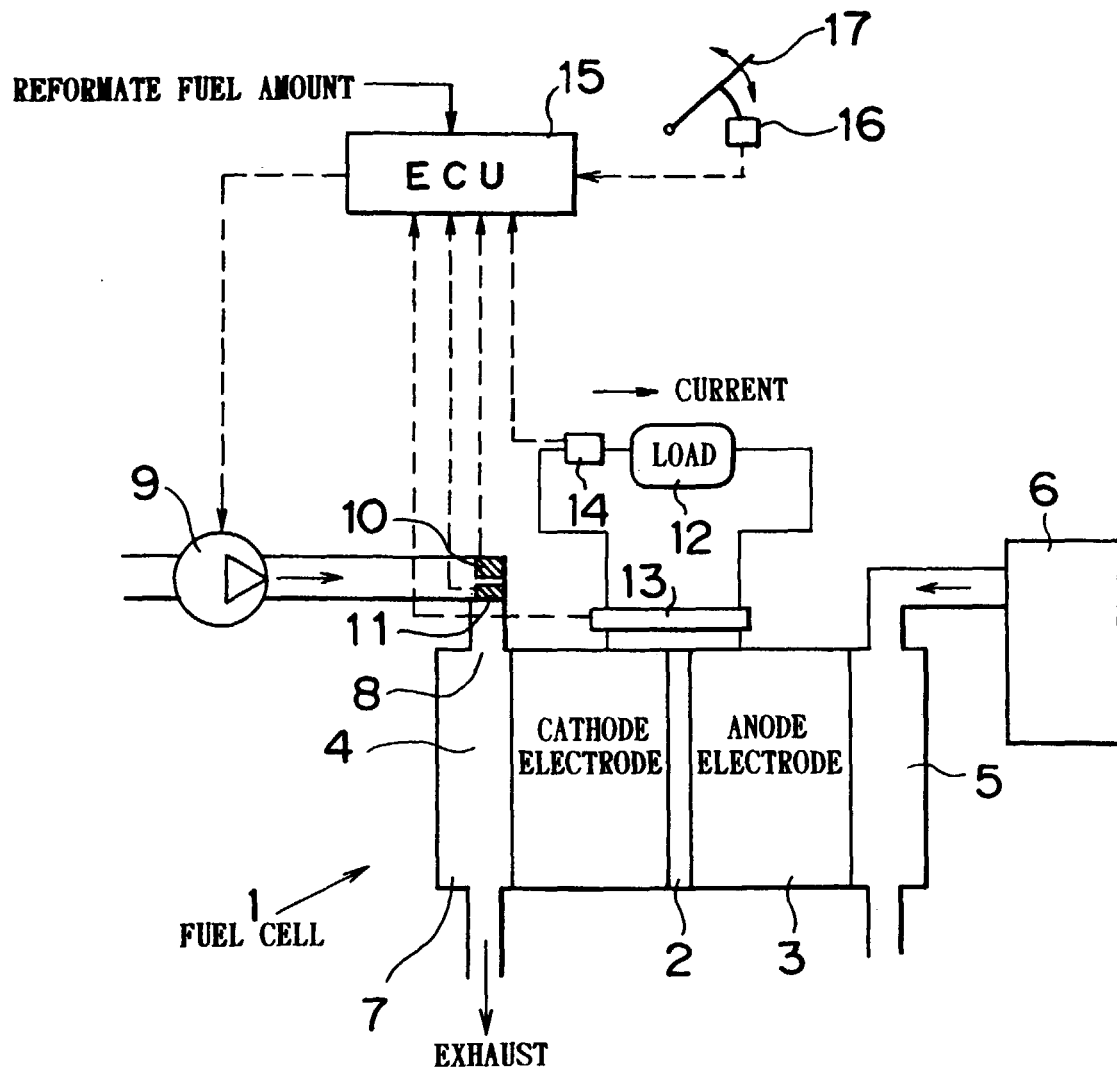 17
REFORMATE FUEL AMOUNT
15
16
ECU
CURRENT
LOAD
14
12
9
10
6
13
11
8
CATHODE
ELECTRODE
ANODE
ELECTRODE
4
5
1
FUEL CELL
2
3
7
EXHAUST